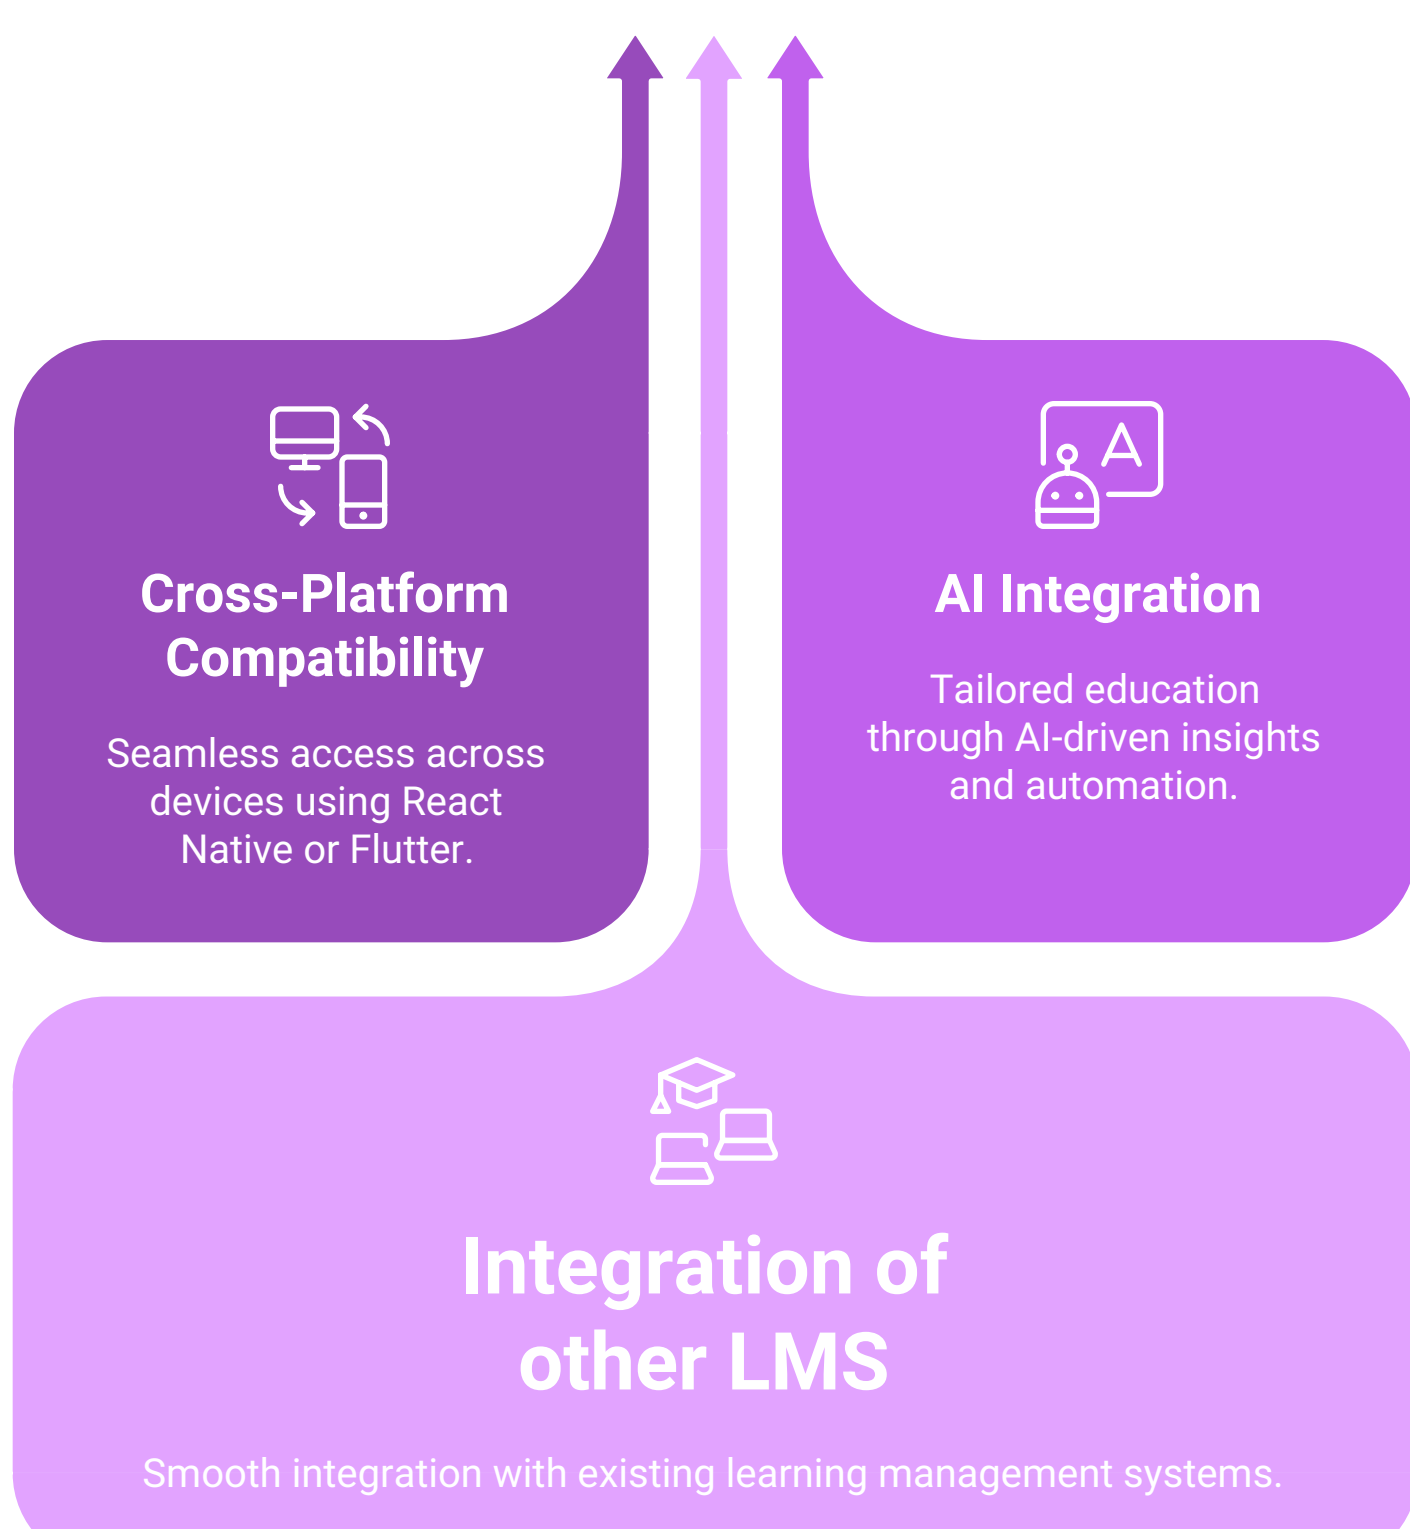 Cross-Platform
Compatibility
Seamless access across
devices using React
Native or Flutter.
A
AI Integration
Tailored education
through AI-driven insights
and automation.
Integration of
other LMS
Smooth integration with existing learning management systems.